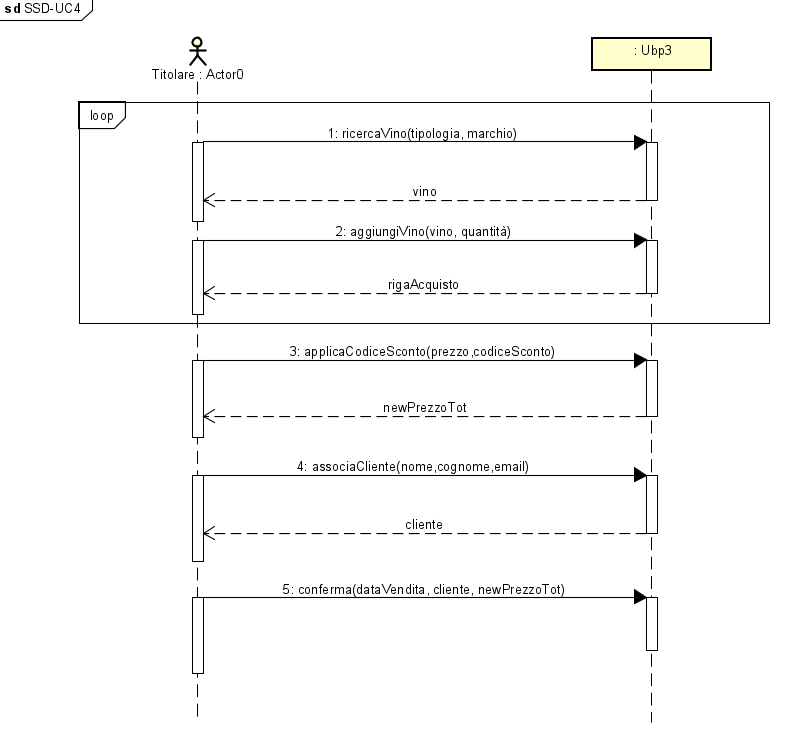 sd SSD-UC4
Titolare : Actor0
: Ubp3
loop
1: ricercaVino(tipologia, marchio)
vino
2: aggiungiVino(vino, quantità)
rigaAcquisto
3: applicaCodiceSconto(prezzo,codiceSconto)
newPrezzoTot
4: associaCliente(nome,cognome,email)
cliente
5: conferma(dataVendita, cliente, newPrezzoTot)